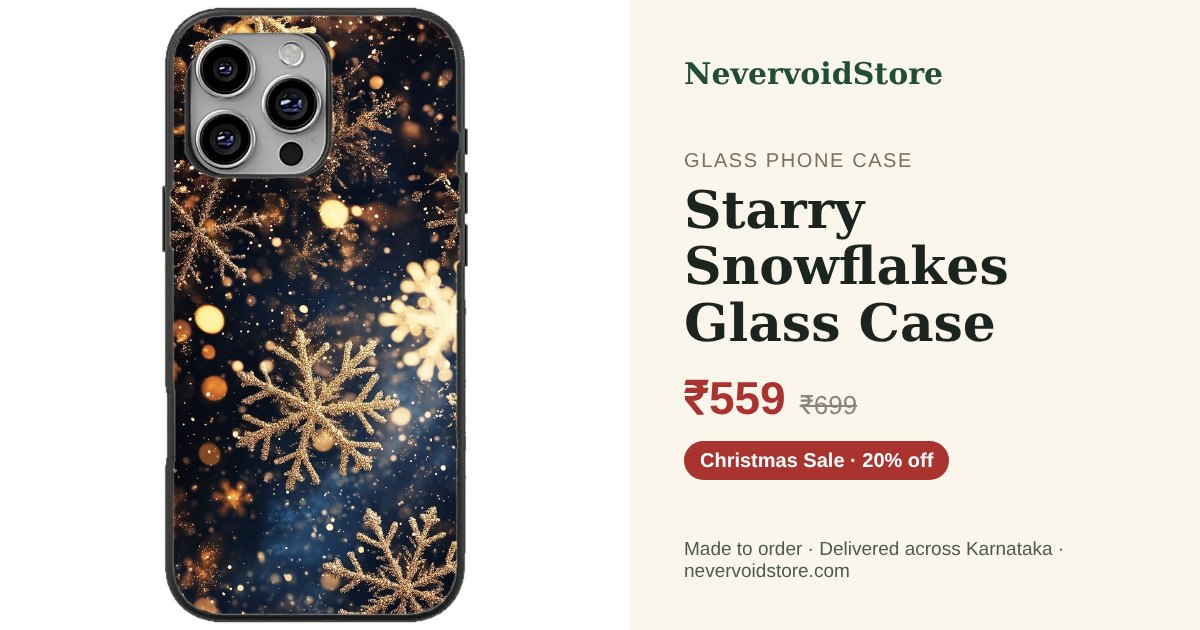 NevervoidStore
GLASS PHONE CASE
Starry
Snowflakes
Glass Case
₹559 ₹699
Christmas Sale · 20% off
Made to order · Delivered across Karnataka ·
nevervoidstore.com